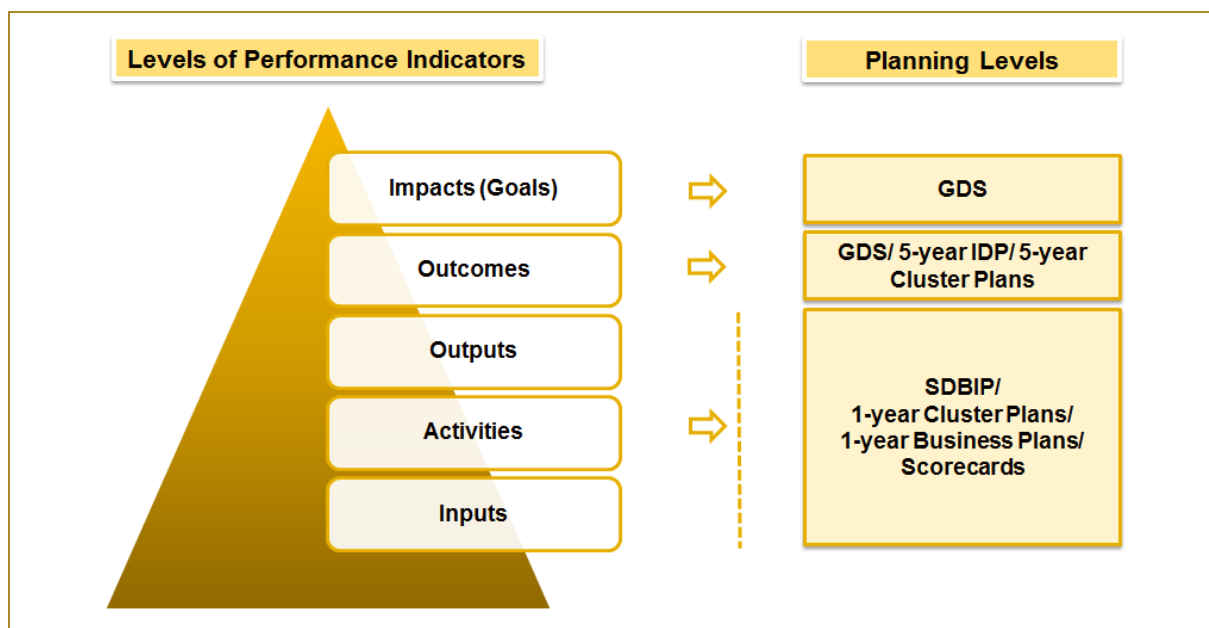 Levels of Performance Indicators
Planning Levels
Impacts (Goals)
GDS
Outcomes
GDS/ 5-year IDP/ 5-year
Cluster Plans
Outputs
Activities
Inputs
SDBIP/
1-year Cluster Plans/
1-year Business Plans/
Scorecards